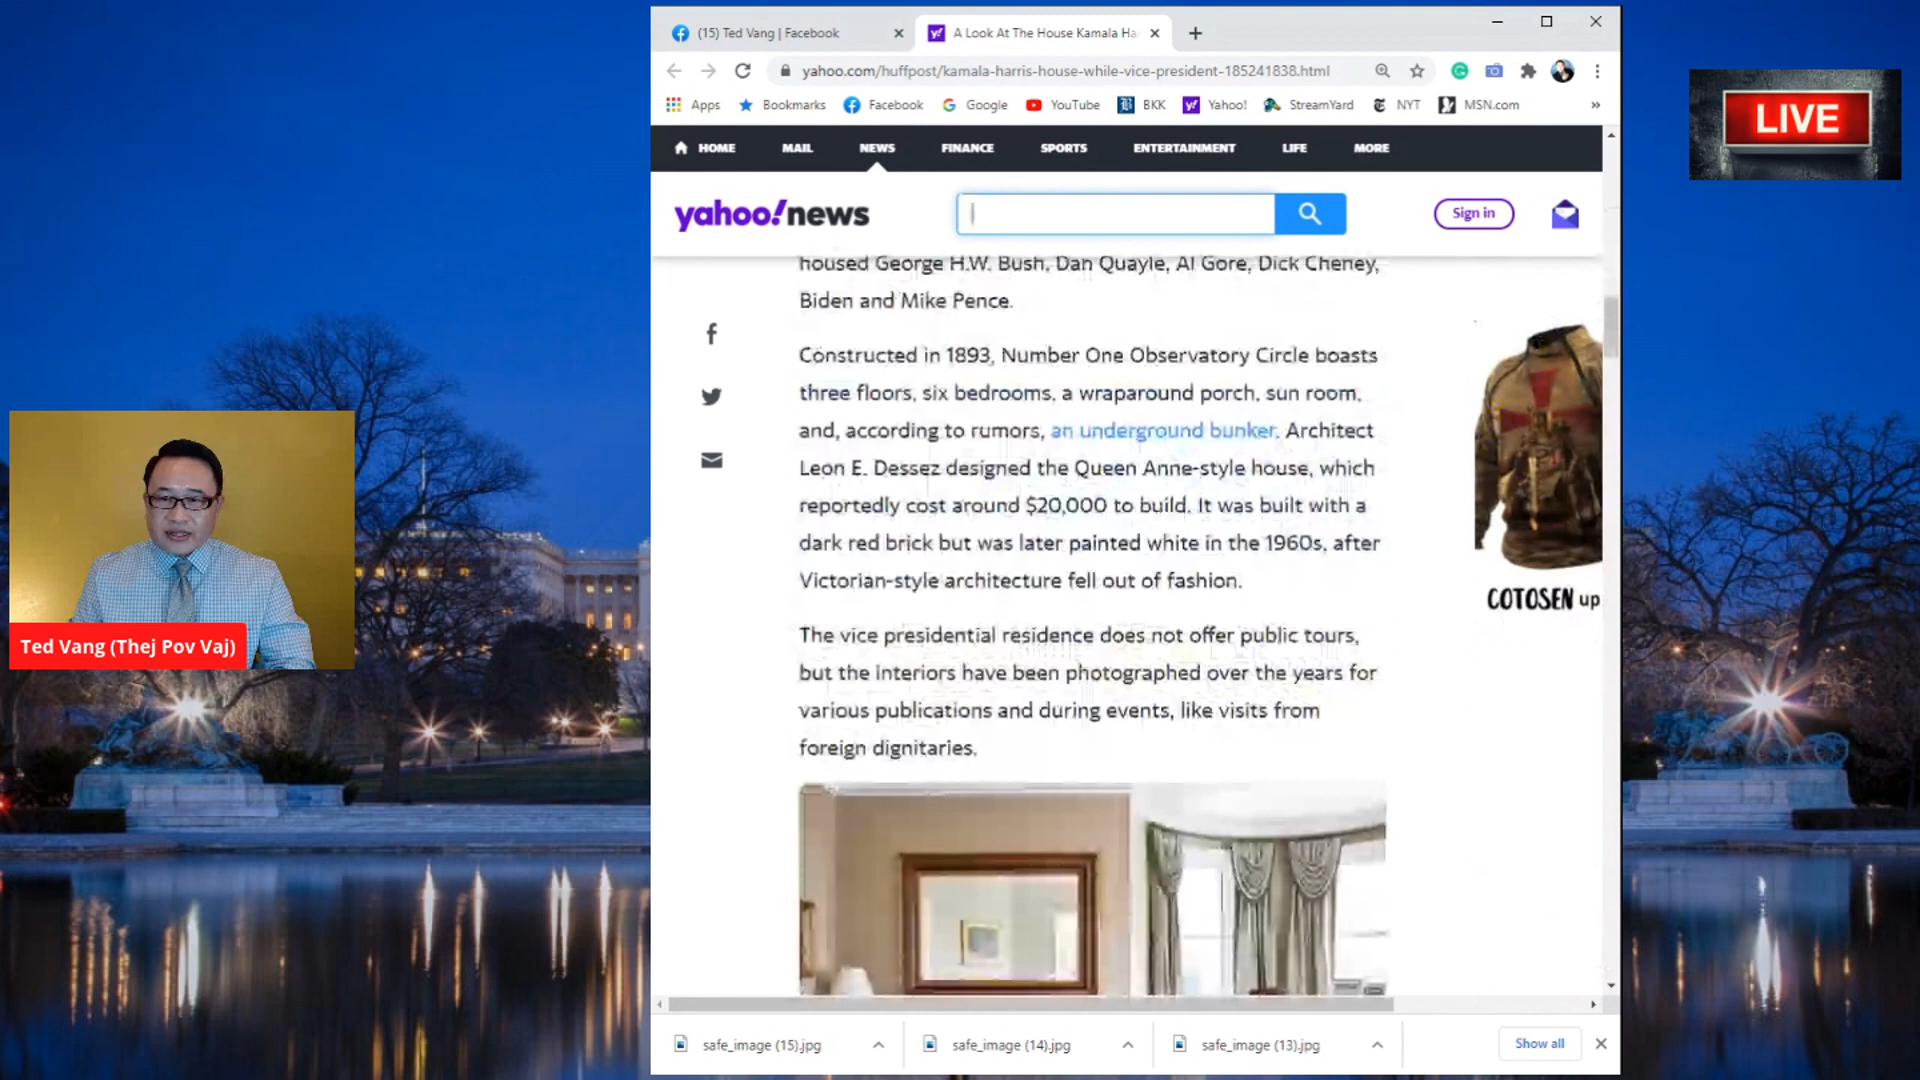 (15) Ted Vang | Facebook
A Look At The House Kamala Ha
yahoo.com/huffpost/kamala-harris-house-while-vice-president-185241838.html
Apps Bookmarks Facebook Google YouTube BKK Yahoo! StreamYard NYT MSN.com »
HOME MAIL NEWS FINANCE SPORTS ENTERTAINMENT LIFE MORE
LIVE
yahoo!news
Sign in
housed George H.W. Bush, Dan Quayle, Al Gore, Dick Cheney,
Biden and Mike Pence.
Constructed in 1893, Number One Observatory Circle boasts
three floors, six bedrooms, a wraparound porch, sun room,
and, according to rumors, an underground bunker. Architect
Leon E. Dessez designed the Queen Anne-style house, which
reportedly cost around $20,000 to build. It was built with a
dark red brick but was later painted white in the 1960s, after
Victorian-style architecture fell out of fashion.
COTOSEN up
The vice presidential residence does not offer public tours,
but the interiors have been photographed over the years for
various publications and during events, like visits from
foreign dignitaries.
Ted Vang (Thej Pov Vaj)
safe_image (15).jpg
safe_image (14).jpg
safe_image (13).jpg
Show all